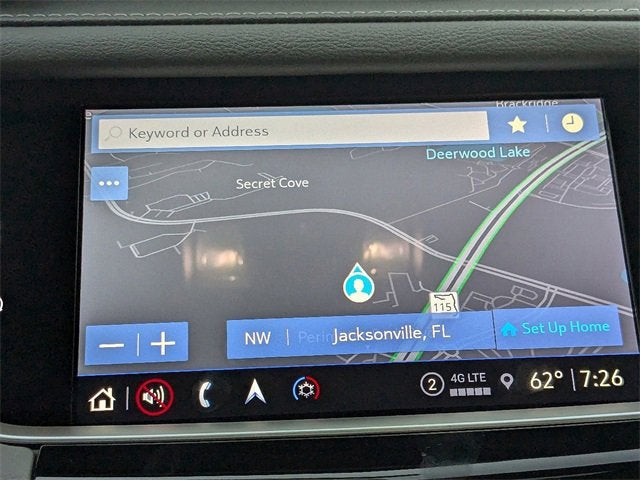 Brackridge
Keyword or Address
Deerwood Lake
Secret Cove
115
NW
Jacksonville, FL
Set Up Home
2
4G LTE
62°
7:26